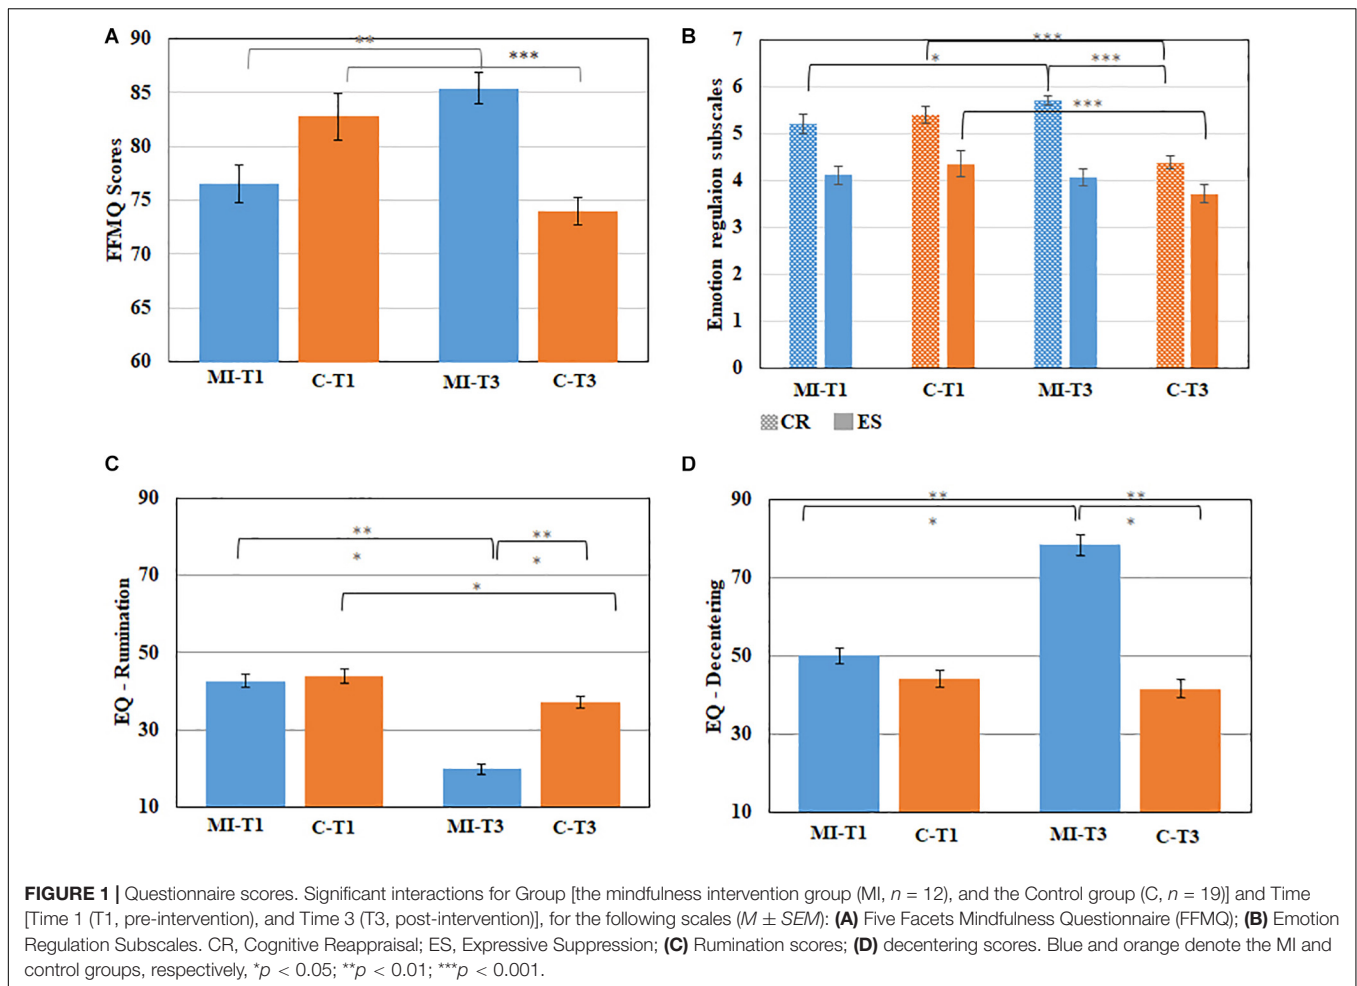 A
90
85
80
75
70
65
60
FFMQ Scores
**
***
MI-T1 C-T1 MI-T3 C-T3
B
7
6
5
4
3
2
1
0
Emotion regulaion subscales
***
* ***
***
MI-T1 C-T1 MI-T3 C-T3
CR ES
C
90
70
50
30
10
EQ - Rumination
** **
* *
*
MI-T1 C-T1 MI-T3 C-T3
D
90
70
50
30
10
EQ - Decentering
** **
* *
MI-T1 C-T1 MI-T3 C-T3
FIGURE 1 | Questionnaire scores. Significant interactions for Group [the mindfulness intervention group (MI, n = 12), and the Control group (C, n = 19)] and Time
[Time 1 (T1, pre-intervention), and Time 3 (T3, post-intervention)], for the following scales (M ± SEM): (A) Five Facets Mindfulness Questionnaire (FFMQ); (B) Emotion
Regulation Subscales. CR, Cognitive Reappraisal; ES, Expressive Suppression; (C) Rumination scores; (D) decentering scores. Blue and orange denote the MI and
control groups, respectively, *p < 0.05; **p < 0.01; ***p < 0.001.